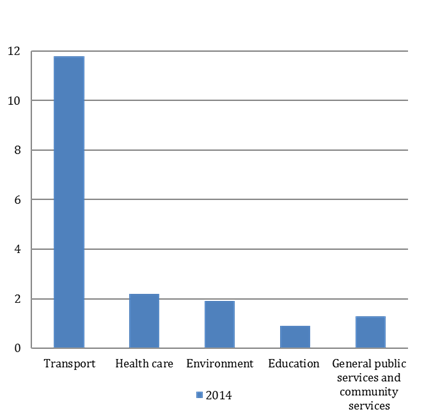 12
10
8
6
4
2
0
Transport
Health care
Environment
Education
General public
services and
community
services
2014